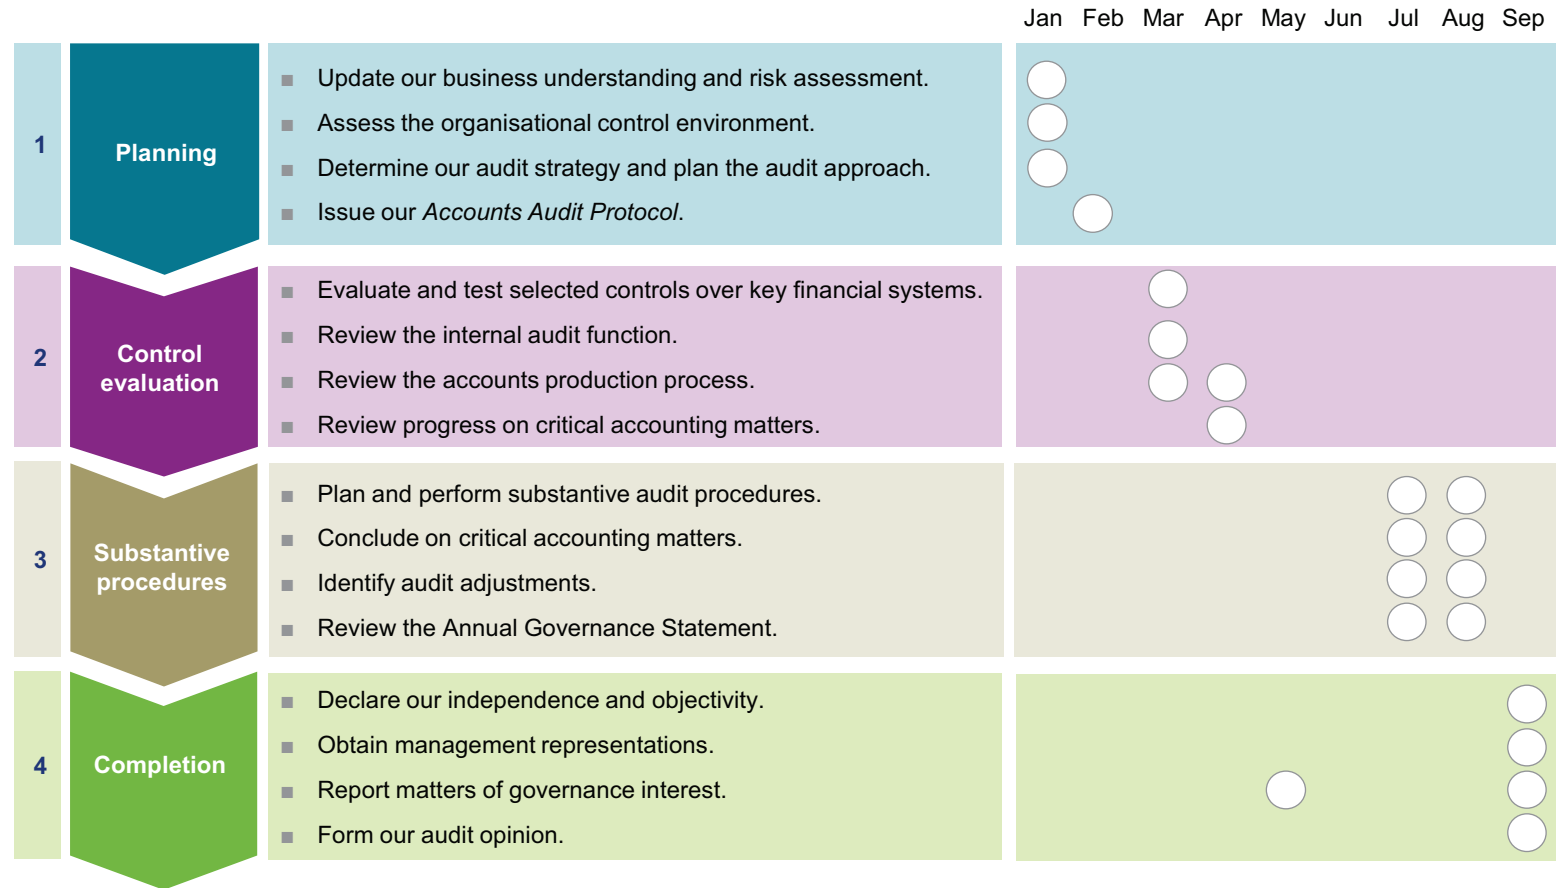 Jan Feb Mar Apr May Jun Jul Aug Sep
1
Planning
Update our business understanding and risk assessment.
Assess the organisational control environment.
Determine our audit strategy and plan the audit approach.
Issue our Accounts Audit Protocol.
2
Control
evaluation
Evaluate and test selected controls over key financial systems.
Review the internal audit function.
Review the accounts production process.
Review progress on critical accounting matters.
3
Substantive
procedures
Plan and perform substantive audit procedures.
Conclude on critical accounting matters.
Identify audit adjustments.
Review the Annual Governance Statement.
4
Completion
Declare our independence and objectivity.
Obtain management representations.
Report matters of governance interest.
Form our audit opinion.